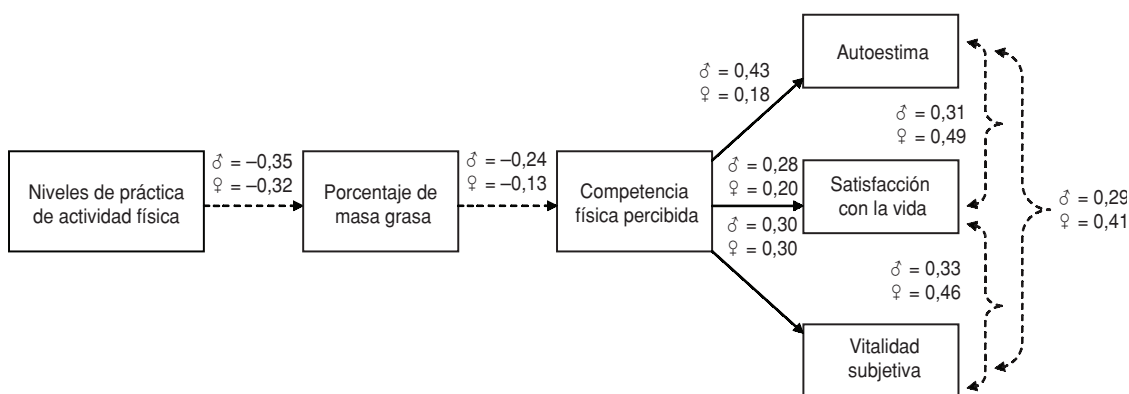 Autoestima
♂ = 0,43
♀ = 0,18
♂ = 0,31
♀ = 0,49
♂ = –0,35
♀ = –0,32
♂ = –0,24
♀ = –0,13
♂ = 0,28
♀ = 0,20
Niveles de práctica
de actividad física
Porcentaje de
masa grasa
Competencia
física percibida
Satisfacción
con la vida
♂ = 0,29
♀ = 0,41
♂ = 0,30
♀ = 0,30
♂ = 0,33
♀ = 0,46
Vitalidad
subjetiva